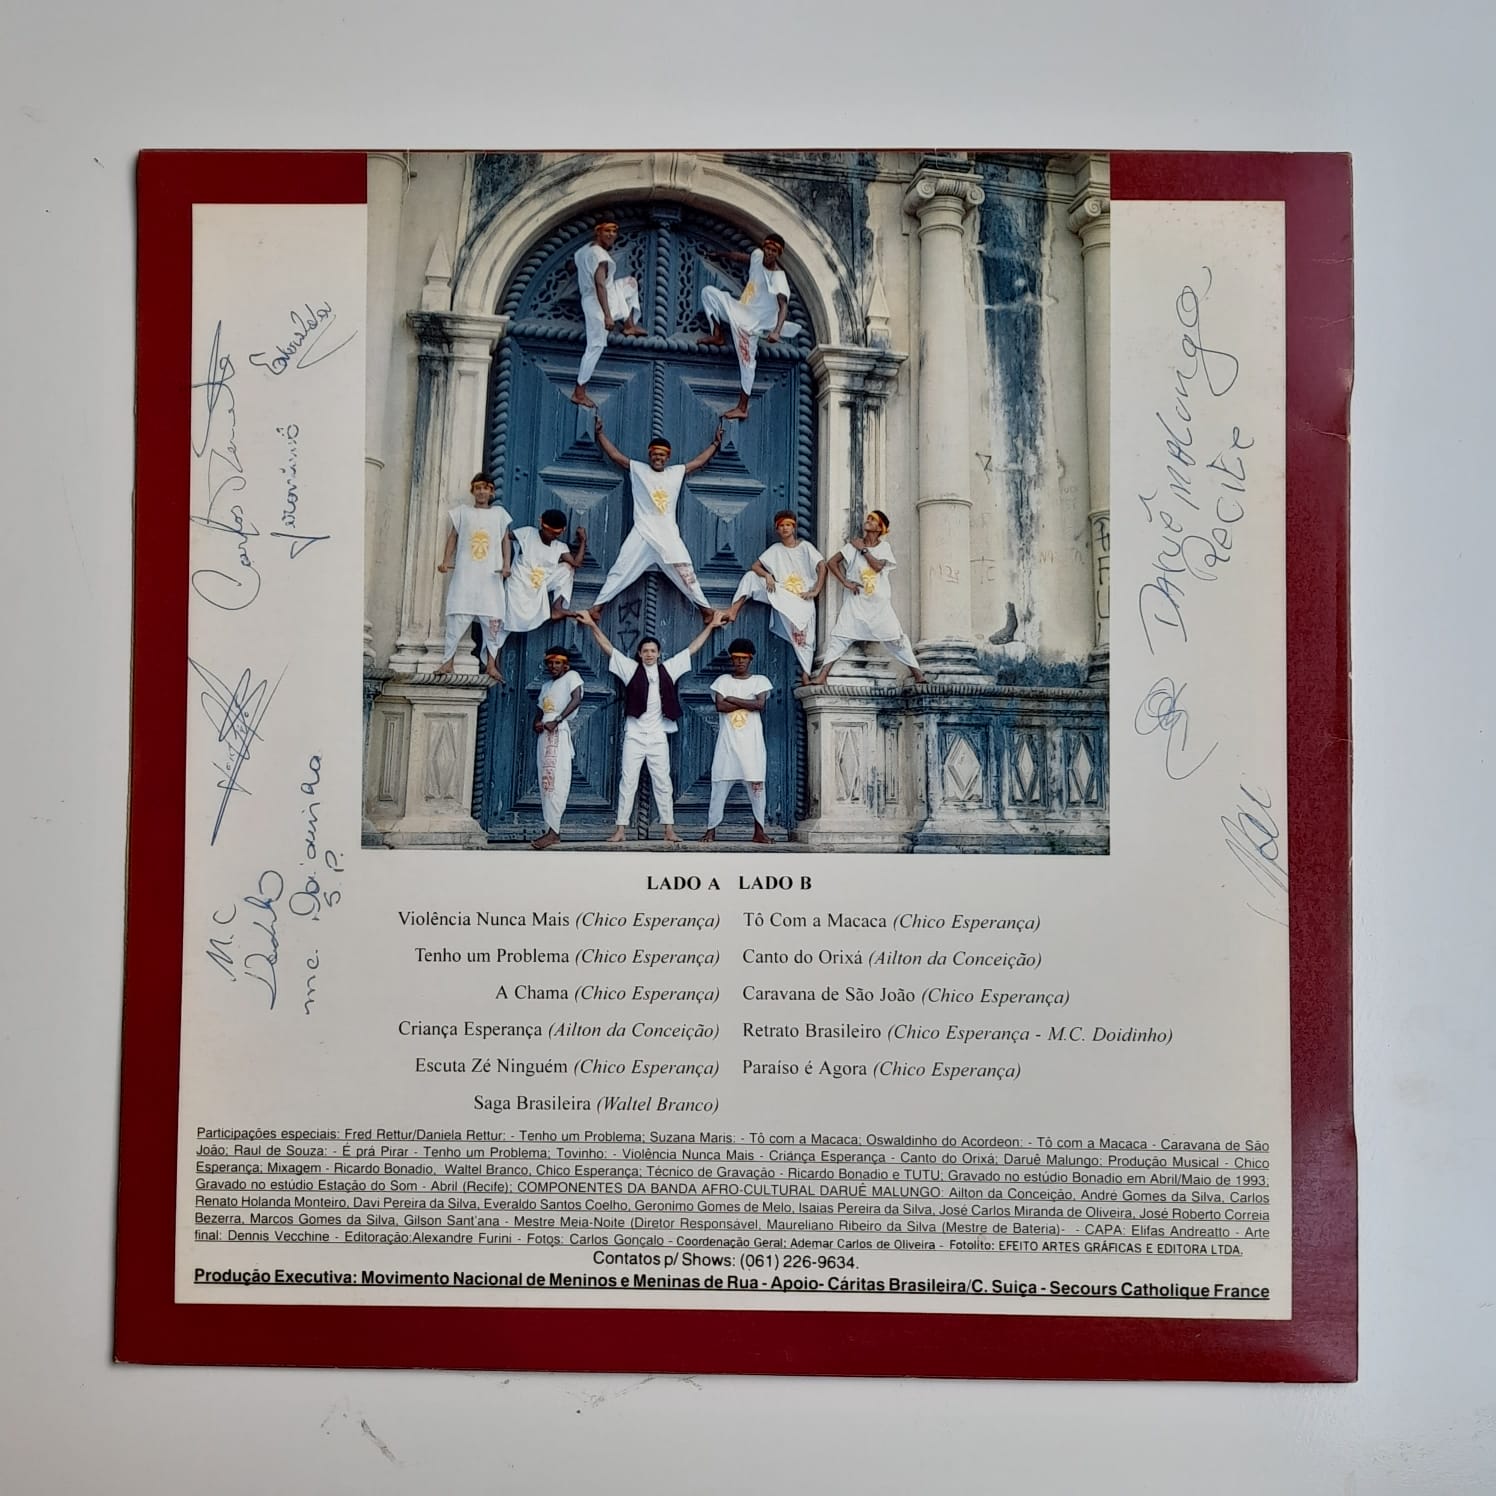 Carlos Renato
Geronimo
M.C
Doidinho
mc. Doidinho
S.P.
DARUÊ MALUNGO
RECIFE
LADO A LADO B
Violência Nunca Mais (Chico Esperança) Tô Com a Macaca (Chico Esperança)
Tenho um Problema (Chico Esperança) Canto do Orixá (Ailton da Conceição)
A Chama (Chico Esperança) Caravana de São João (Chico Esperança)
Criança Esperança (Ailton da Conceição) Retrato Brasileiro (Chico Esperança - M.C. Doidinho)
Escuta Zé Ninguém (Chico Esperança) Paraíso é Agora (Chico Esperança)
Saga Brasileira (Waltel Branco)
Participações especiais: Fred Rettur/Daniela Rettur: - Tenho um Problema; Suzana Maris: - Tô com a Macaca; Oswaldinho do Acordeon: - Tô com a Macaca - Caravana de São
João; Raul de Souza: - É prá Pirar - Tenho um Problema; Tovinho: - Violência Nunca Mais - Criánça Esperança - Canto do Orixá; Daruê Malungo: Produção Musical - Chico
Esperança; Mixagem - Ricardo Bonadio, Waltel Branco, Chico Esperança; Técnico de Gravação - Ricardo Bonadio e TUTU; Gravado no estúdio Bonadio em Abril/Maio de 1993;
Gravado no estúdio Estação do Som - Abril (Recife); COMPONENTES DA BANDA AFRO-CULTURAL DARUÊ MALUNGO: Ailton da Conceição, André Gomes da Silva, Carlos
Renato Holanda Monteiro, Davi Pereira da Silva, Everaldo Santos Coelho, Geronimo Gomes de Melo, Isaias Pereira da Silva, José Carlos Miranda de Oliveira, José Roberto Correia
Bezerra, Marcos Gomes da Silva, Gilson Sant'ana - Mestre Meia-Noite (Diretor Responsável, Maureliano Ribeiro da Silva (Mestre de Bateria)- - CAPA: Elifas Andreatto - Arte
final: Dennis Vecchine - Editoração:Alexandre Furini - Fotos: Carlos Gonçalo - Coordenação Geral; Ademar Carlos de Oliveira - Fotolito: EFEITO ARTES GRÁFICAS E EDITORA LTDA.
Contatos p/ Shows: (061) 226-9634.
Produção Executiva: Movimento Nacional de Meninos e Meninas de Rua - Apoio- Cáritas Brasileira/C. Suiça - Secours Catholique France